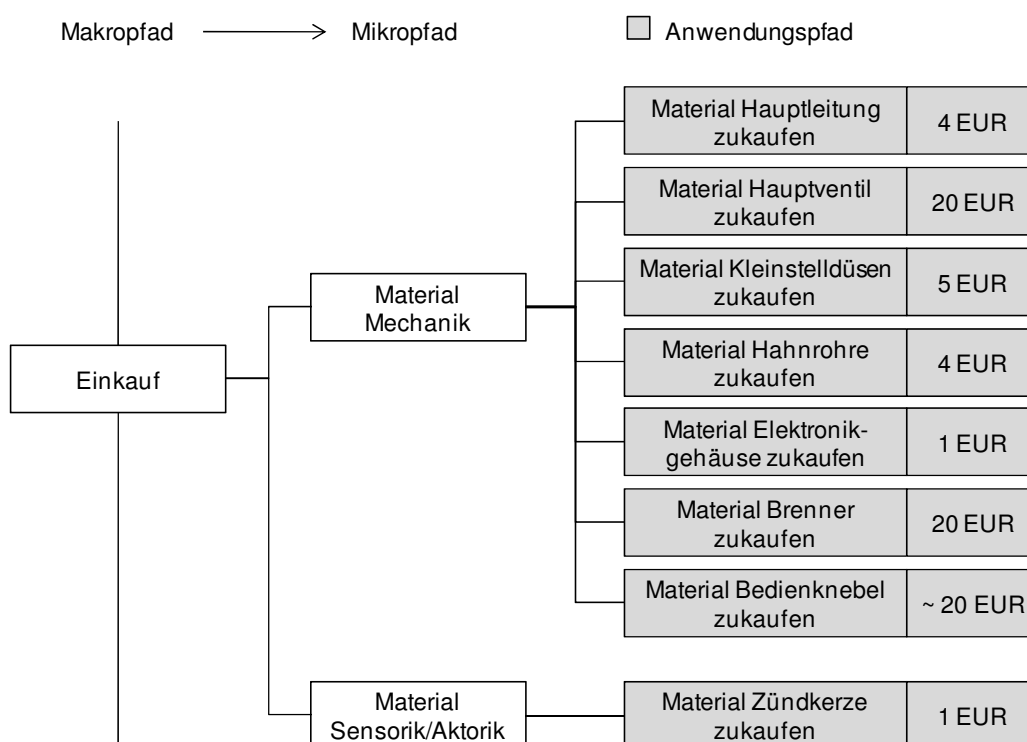 Makropfad
Mikropfad
Anwendungspfad
Material Hauptleitung
zukaufen
4 EUR
Material Hauptventil
zukaufen
20 EUR
Material Kleinstelldüsen
zukaufen
5 EUR
Material Mechanik
Material Hahnrohre
zukaufen
4 EUR
Einkauf
Material Elektronik-
gehäuse zukaufen
1 EUR
Material Brenner
zukaufen
20 EUR
Material Bedienknebel
zukaufen
~ 20 EUR
Material
Sensorik/Aktorik
Material Zündkerze
zukaufen
1 EUR